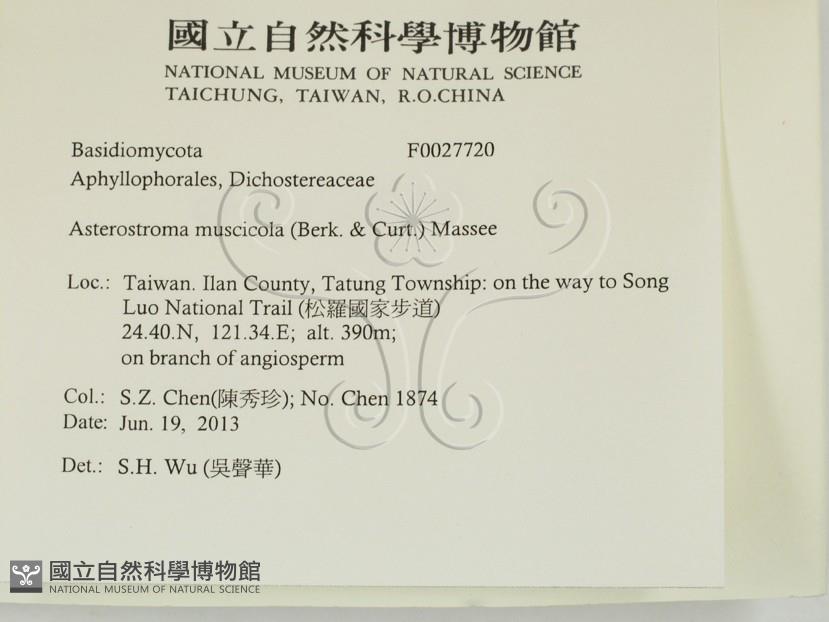 國立自然科學博物館
NATIONAL MUSEUM OF NATURAL SCIENCE
TAICHUNG, TAIWAN, R.O.CHINA
Basidiomycota F0027720
Aphyllophorales, Dichostereaceae
Asterostroma muscicola (Berk. & Curt.) Massee
Loc.: Taiwan. Ilan County, Tatung Township: on the way to Song
Luo National Trail (松羅國家步道)
24.40.N, 121.34.E; alt. 390m;
on branch of angiosperm
Col.: S.Z. Chen(陳秀珍); No. Chen 1874
Date: Jun. 19, 2013
Det.: S.H. Wu (吳聲華)
國立自然科學博物館
NATIONAL MUSEUM OF NATURAL SCIENCE